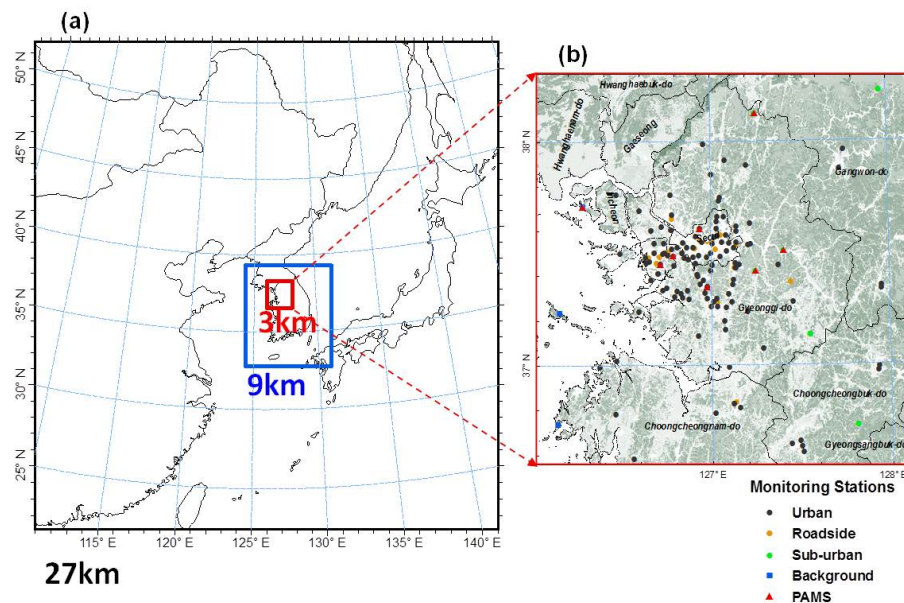 (a)
(b)
50° N
45° N
40° N
35° N
30° N
25° N
115° E
120° E
125° E
130° E
135° E
140° E
3km
9km
27km
Hwanghaebuk-do
Hwanghaenam-do
Gaeseong
Gangwon-do
Incheon
Gyeonggi-do
Choongcheongbuk-do
Choongcheongnam-do
Gyeongsangbuk-do
38° N
37° N
127° E
128° E
Monitoring Stations
Urban
Roadside
Sub-urban
Background
PAMS